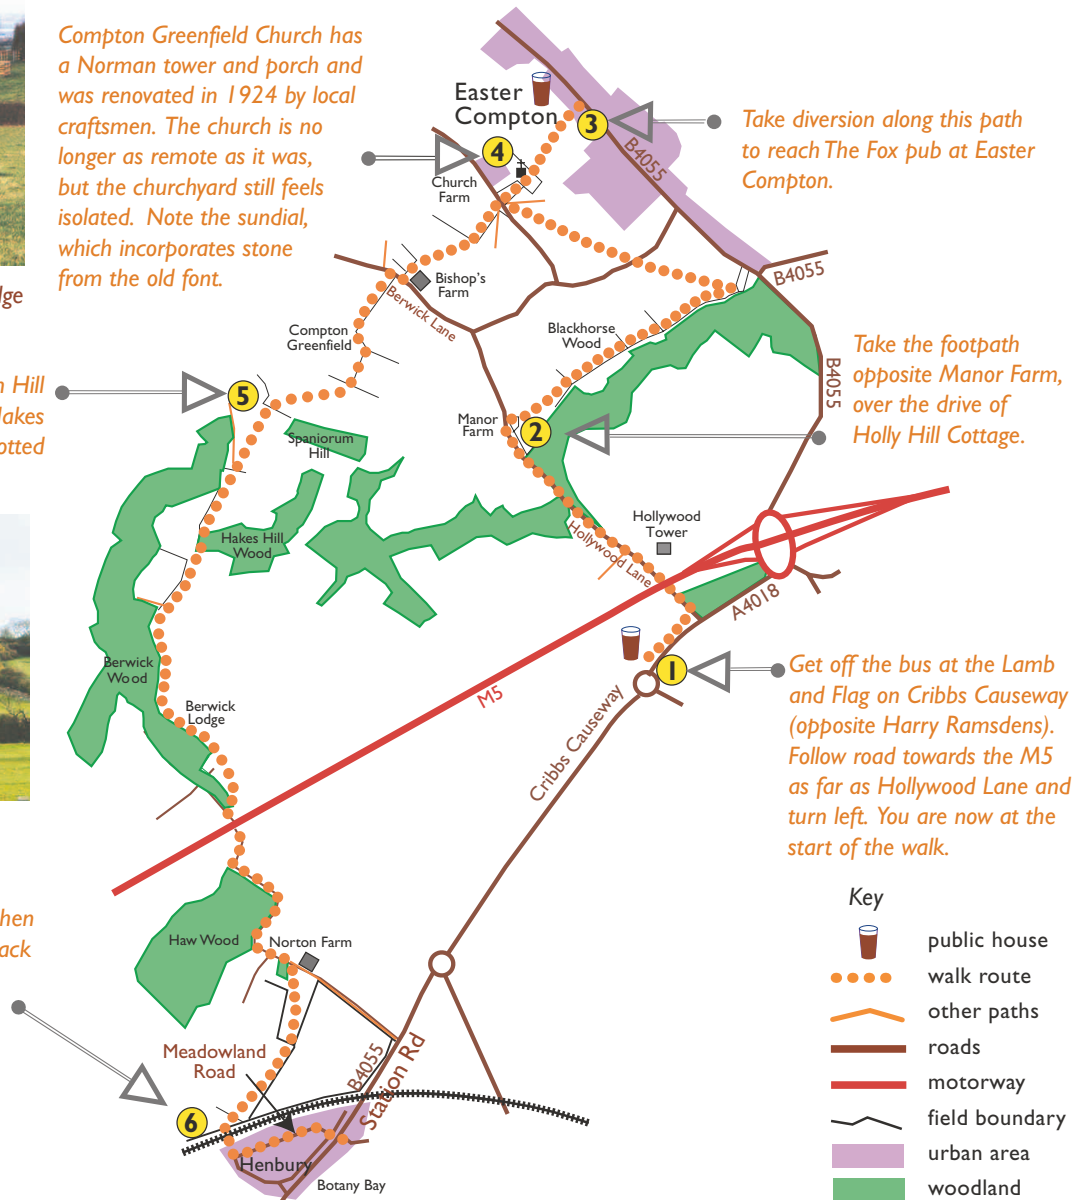 Compton Greenfield Church has
a Norman tower and porch and
was renovated in 1924 by local
craftsmen. The church is no
longer as remote as it was,
but the churchyard still feels
isolated. Note the sundial,
which incorporates stone
from the old font.
dge
Easter
Compton
3
4
B4055
Take diversion along this path
to reach The Fox pub at Easter
Compton.
Church
Farm
Bishop's
Farm
Berwick Lane
B4055
Compton
Greenfield
Blackhorse
Wood
B4055
Take the footpath
opposite Manor Farm,
over the drive of
Holly Hill Cottage.
n Hill
Hakes
otted
5
Spaniorum
Hill
Manor
Farm
2
Hakes Hill
Wood
Hollywood
Tower
Hollywood Lane
A4018
Berwick
Wood
Berwick
Lodge
M5
1
Cribbs Causeway
Get off the bus at the Lamb
and Flag on Cribbs Causeway
(opposite Harry Ramsdens).
Follow road towards the M5
as far as Hollywood Lane and
turn left. You are now at the
start of the walk.
hen
ack
Haw Wood
Norton Farm
Meadowland
Road
B4055
Station Rd
6
Henbury
Botany Bay
Key
public house
walk route
other paths
roads
motorway
field boundary
urban area
woodland